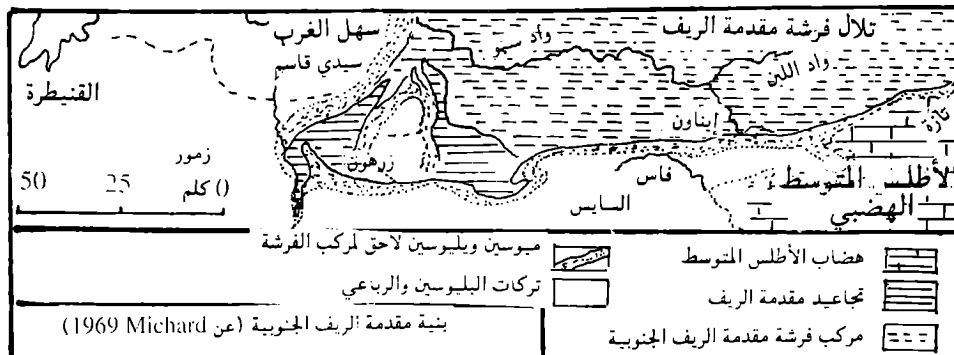 تلال فرشة مقدمة الريف
سهل الغرب
واد سبو
سيدي قاسم
واد اللبن
القنيطرة
إيناون
تازة
زمور
زرهون
فاس
الأطلس المتوسط
50 25 0 كلم
السايس
الهضبي
ميوسين وپليوسين لاحق لمركب الفرشة
هضاب الأطلس المتوسط
تركات البليوسين والرباعي
تجاعيد مقدمة الريف
بنية مقدمة الريف الجنوبية (عن Michard 1969)
مركب فرشة مقدمة الريف الجنوبية